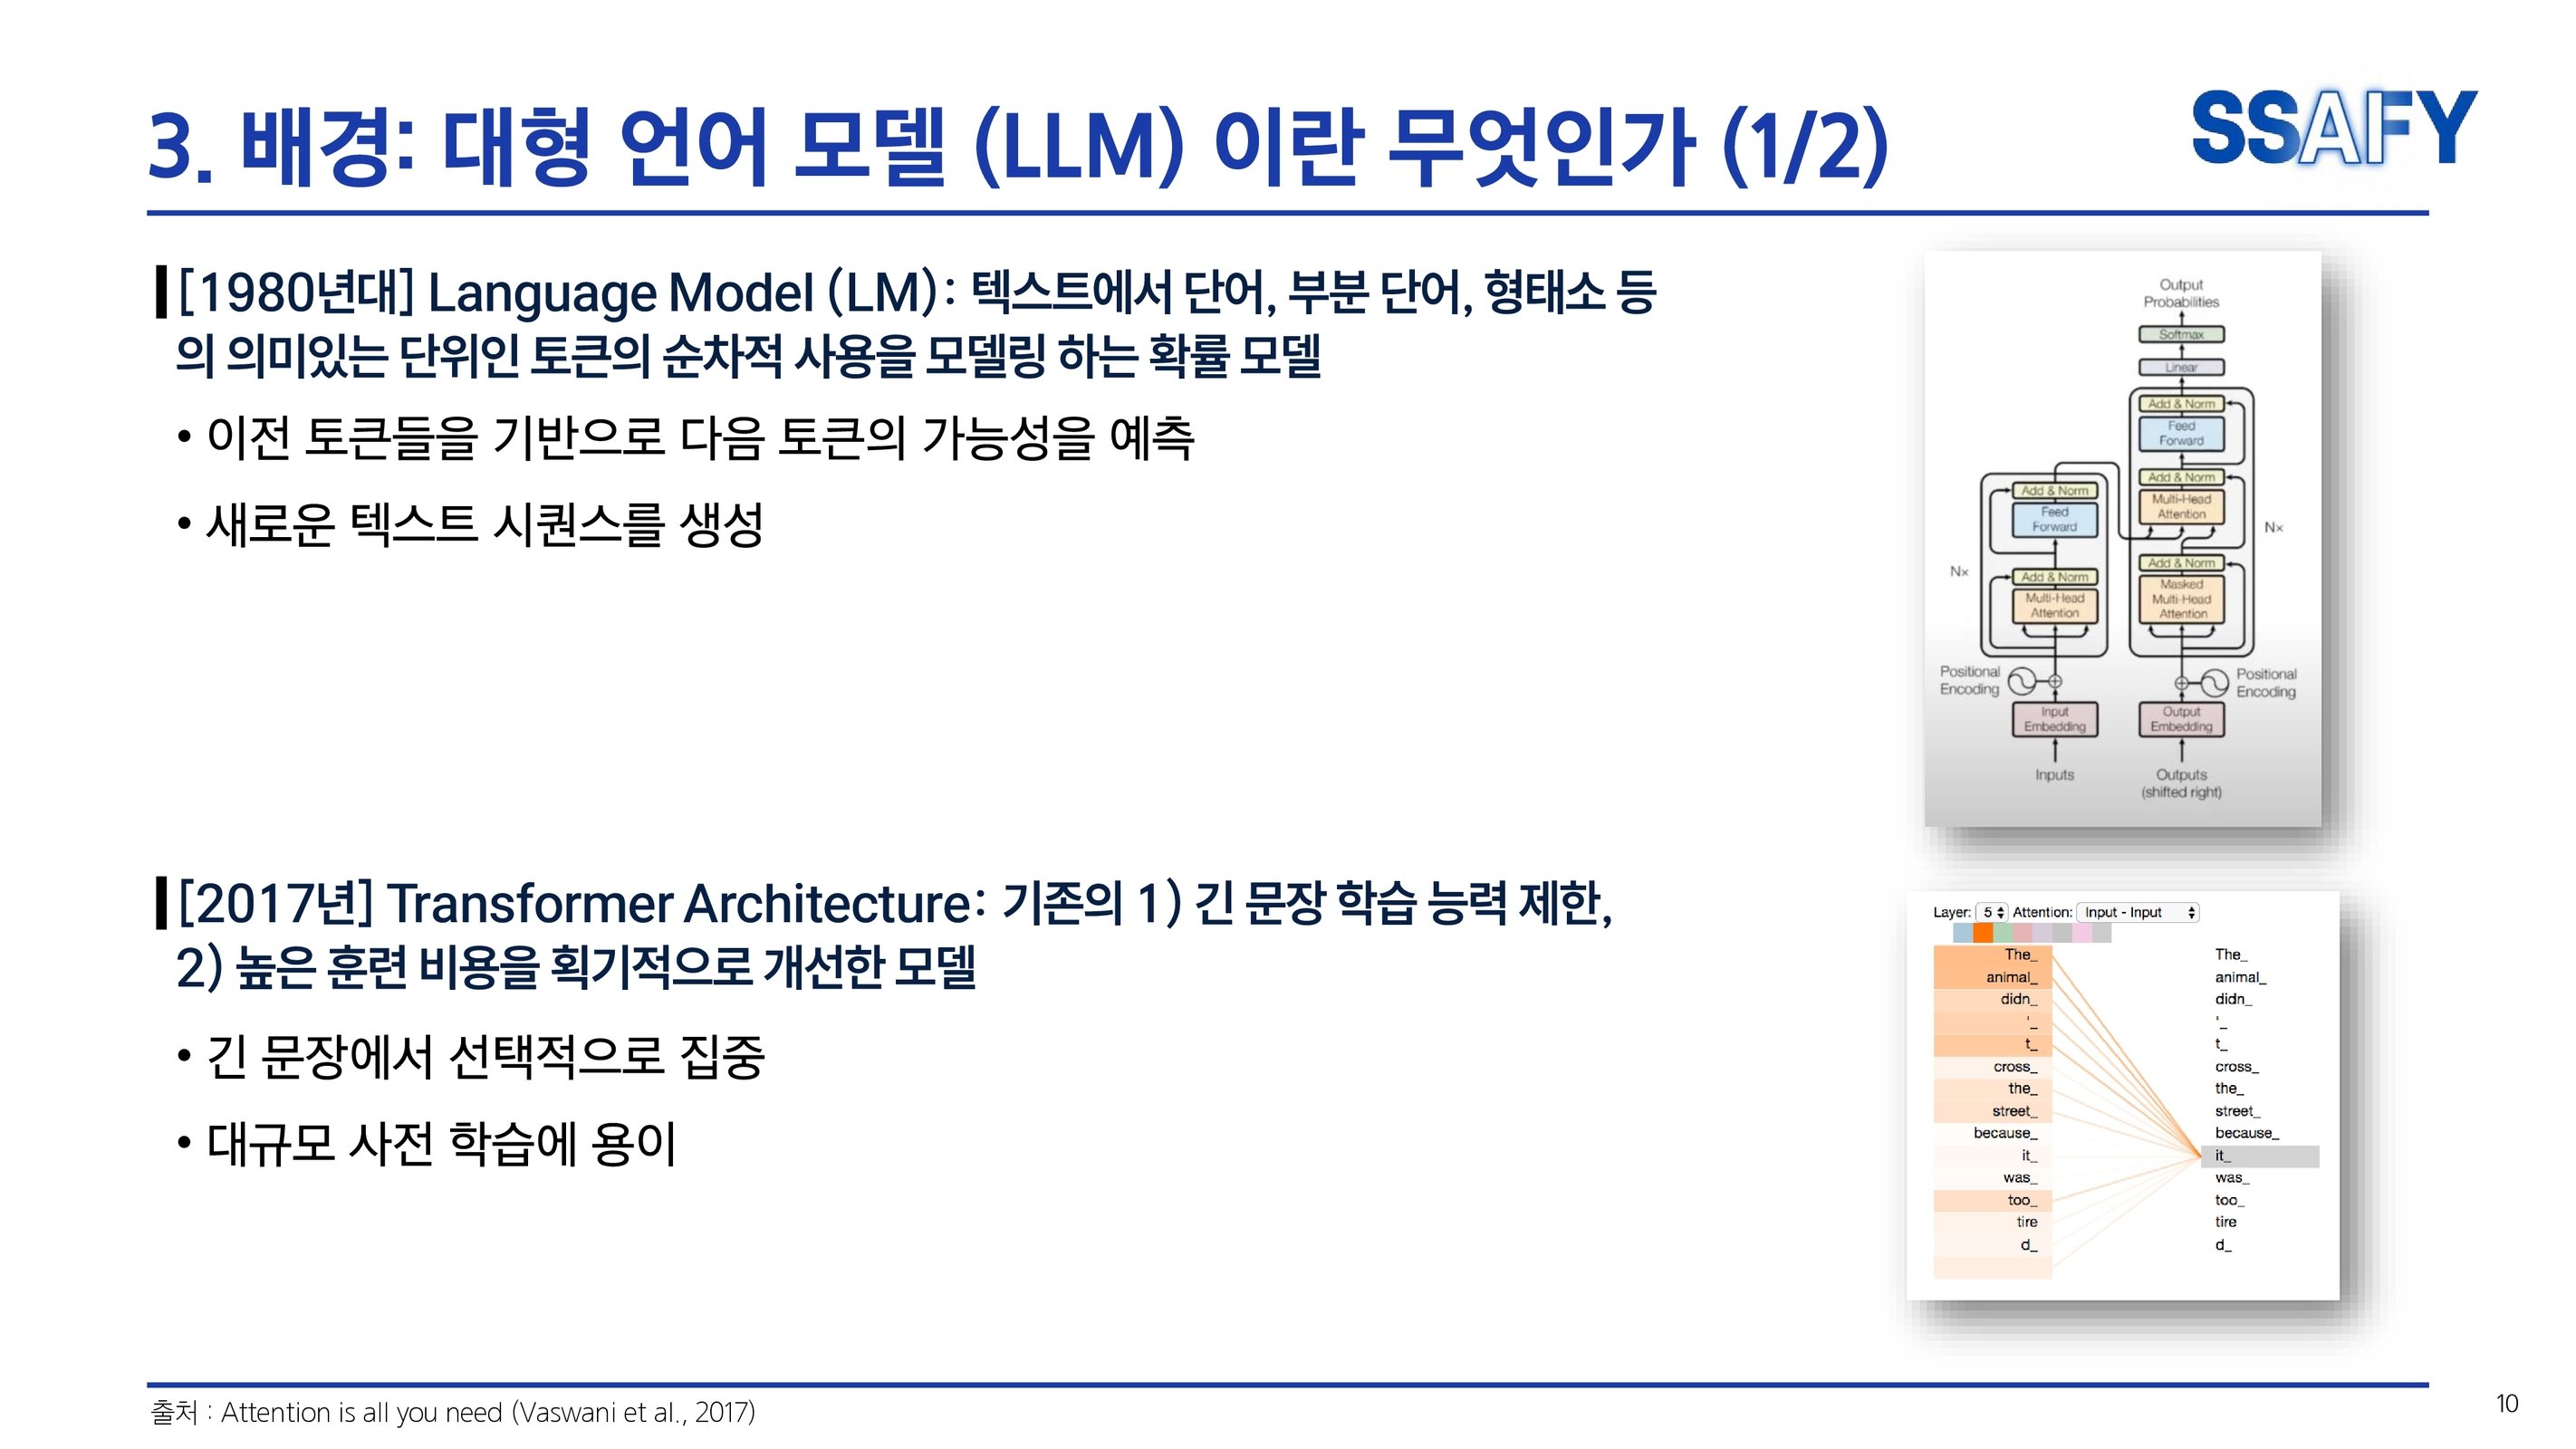 3. 배경: 대형 언어 모델 (LLM) 이란 무엇인가 (1/2)
SSAFY
[1980년대] Language Model (LM): 텍스트에서 단어, 부분 단어, 형태소 등
의 의미있는 단위인 토큰의 순차적 사용을 모델링 하는 확률 모델
• 이전 토큰들을 기반으로 다음 토큰의 가능성을 예측
• 새로운 텍스트 시퀀스를 생성
[2017년] Transformer Architecture: 기존의 1) 긴 문장 학습 능력 제한,
2) 높은 훈련 비용을 획기적으로 개선한 모델
• 긴 문장에서 선택적으로 집중
• 대규모 사전 학습에 용이
Output
Probabilities
Softmax
Linear
Add & Norm
Feed
Forward
Add & Norm
Multi-Head
Attention
Nx
Add & Norm
Masked
Multi-Head
Attention
Add & Norm
Feed
Forward
Nx
Add & Norm
Multi-Head
Attention
Positional
Encoding
Positional
Encoding
Input
Embedding
Output
Embedding
Inputs
Outputs
(shifted right)
Layer: 5 Attention: Input - Input
The_ The_
animal_ animal_
didn_ didn_
'_ '_
t_ t_
cross_ cross_
the_ the_
street_ street_
because_ because_
it_ it_
was_ was_
too_ too_
tire tire
d_ d_
출처 : Attention is all you need (Vaswani et al., 2017)
10